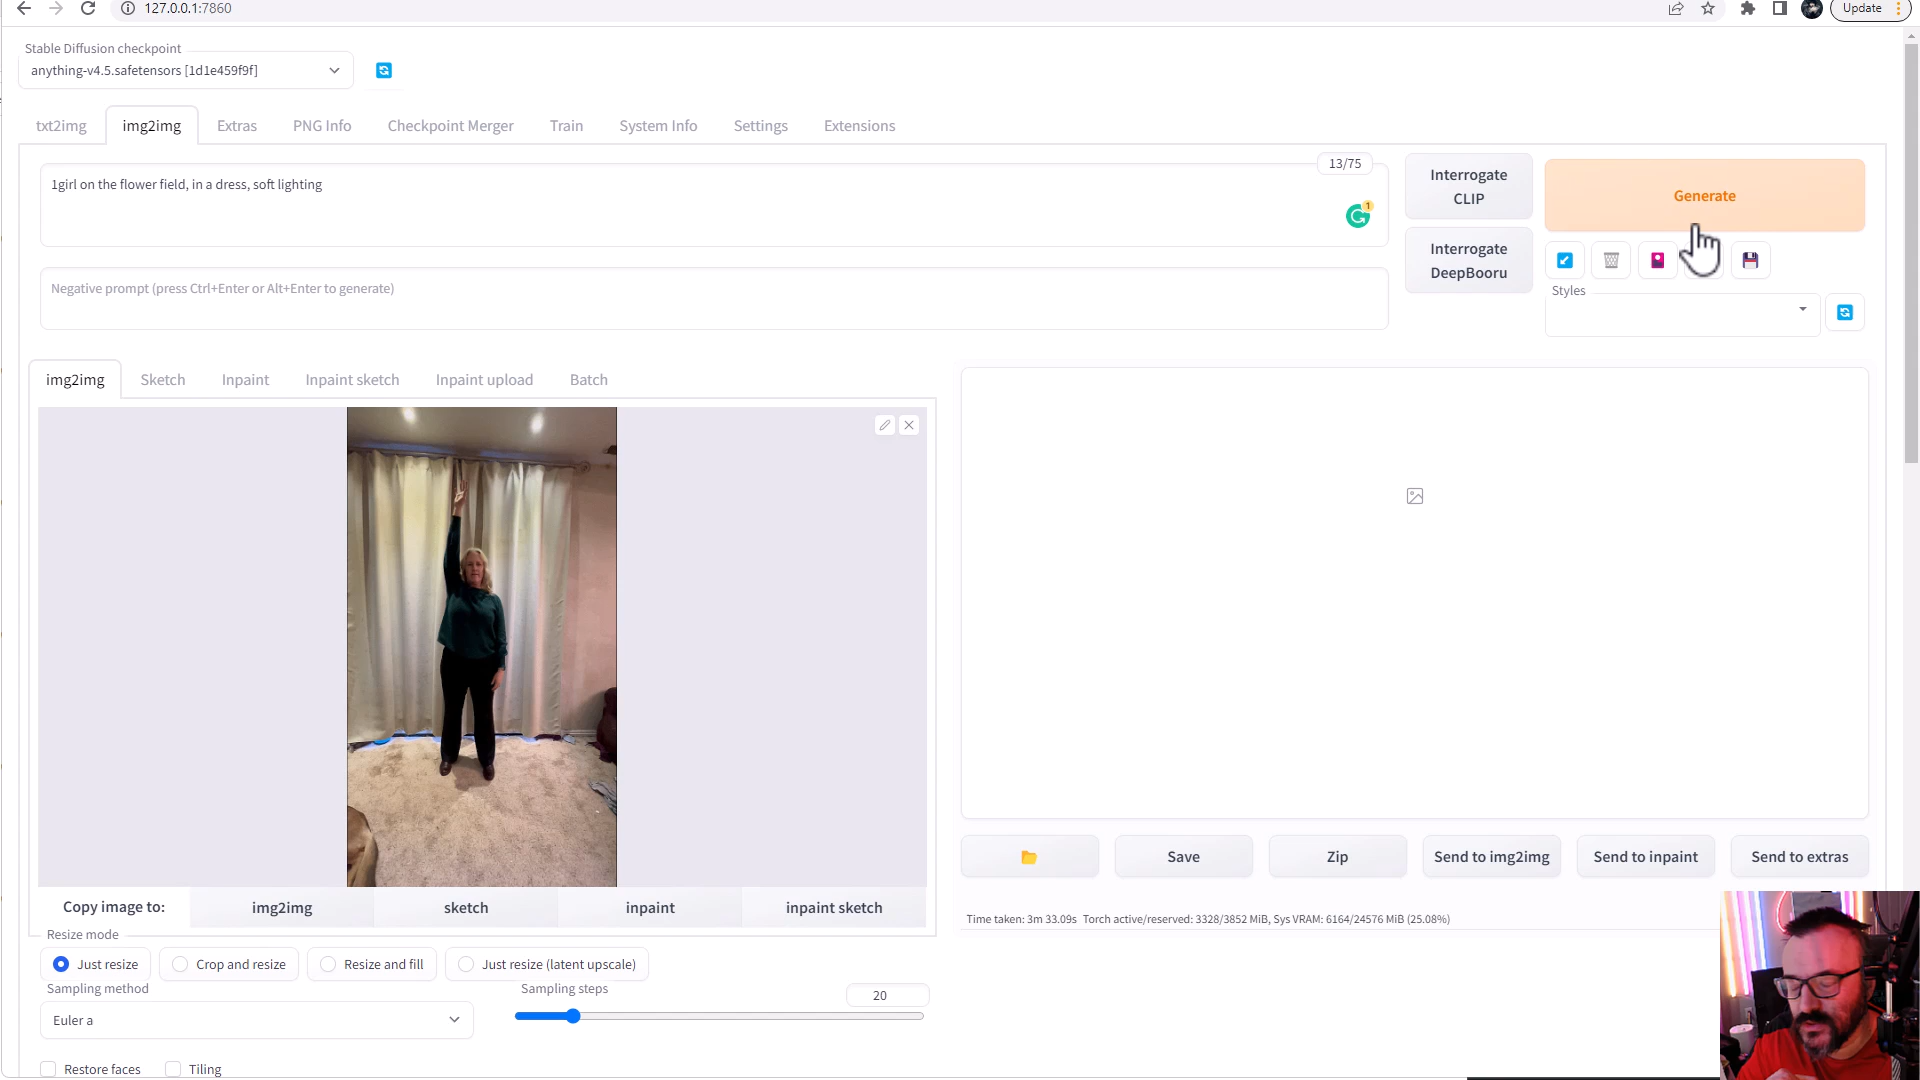 127.0.0.1:7860
Update
Stable Diffusion checkpoint
anything-v4.5.safetensors [1d1e459f9f]
txt2img
img2img
Extras
PNG Info
Checkpoint Merger
Train
System Info
Settings
Extensions
13/75
1girl on the flower field, in a dress, soft lighting
1
Interrogate
CLIP
Generate
Interrogate
DeepBooru
Negative prompt (press Ctrl+Enter or Alt+Enter to generate)
Styles
img2img
Sketch
Inpaint
Inpaint sketch
Inpaint upload
Batch
Copy image to:
img2img
sketch
inpaint
inpaint sketch
Save
Zip
Send to img2img
Send to inpaint
Send to extras
Time taken: 3m 33.09s Torch active/reserved: 3328/3852 MiB, Sys VRAM: 6164/24576 MiB (25.08%)
Resize mode
Just resize
Crop and resize
Resize and fill
Just resize (latent upscale)
Sampling method
Euler a
Sampling steps
20
Restore faces
Tiling